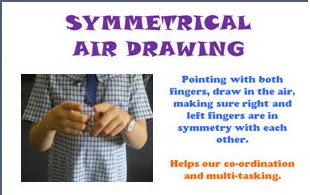 SYMMETRICAL
AIR DRAWING
Pointing with both
fingers, draw in the air,
making sure right and
left fingers are in
symmetry with each
other.
Helps our co-ordination
and multi-tasking.